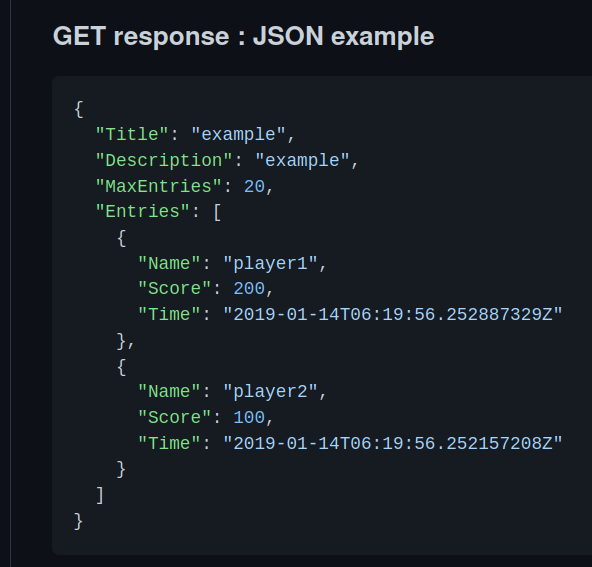 GET response : JSON example
{
  "Title": "example",
  "Description": "example",
  "MaxEntries": 20,
  "Entries": [
    {
      "Name": "player1",
      "Score": 200,
      "Time": "2019-01-14T06:19:56.252887329Z"
    },
    {
      "Name": "player2",
      "Score": 100,
      "Time": "2019-01-14T06:19:56.252157208Z"
    }
  ]
}